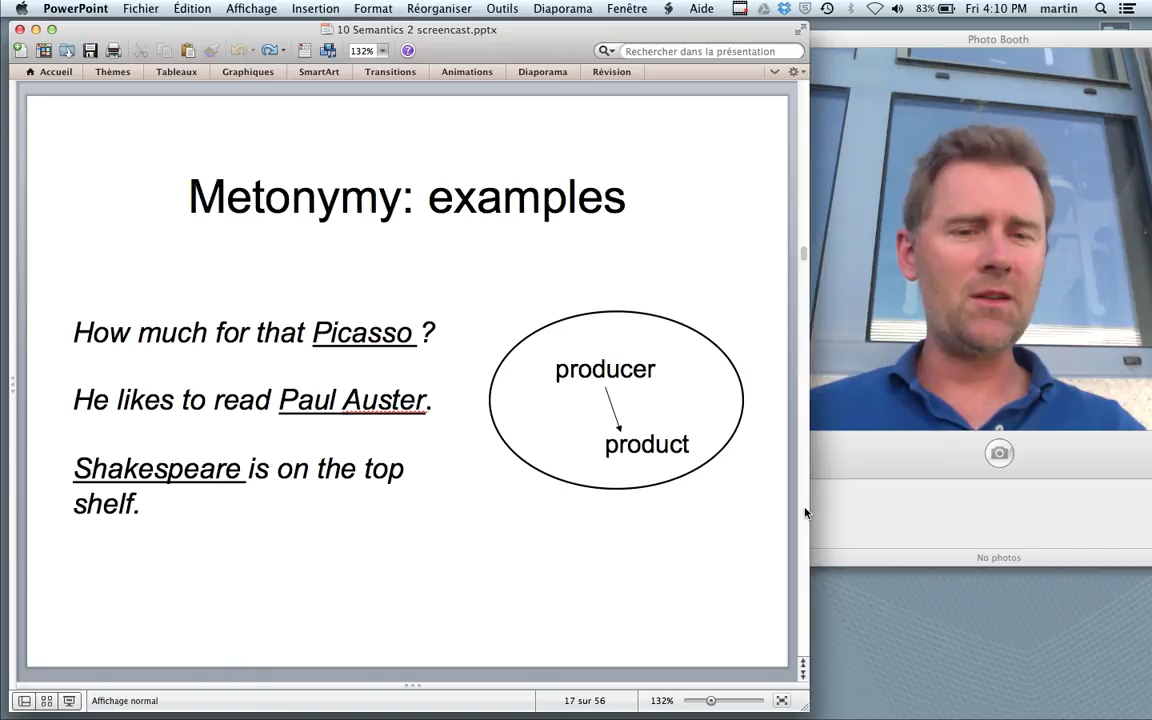 PowerPoint Fichier Édition Affichage Insertion Format Réorganiser Outils Diaporama Fenêtre Aide 83% Fri 4:10 PM martin
10 Semantics 2 screencast.pptx
Photo Booth
132% Rechercher dans la présentation
Accueil Thèmes Tableaux Graphiques SmartArt Transitions Animations Diaporama Révision
Metonymy: examples
How much for that Picasso ?
He likes to read Paul Auster.
Shakespeare is on the top
shelf.
producer
product
No photos
Affichage normal 17 sur 56 132%